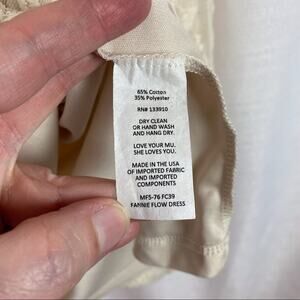 65% Cotton
35% Polyester
RN# 133910
DRY CLEAN
OR HAND WASH
AND HANG DRY.
LOVE YOUR MU.
SHE LOVES YOU.
MADE IN THE USA
OF IMPORTED FABRIC
AND IMPORTED
COMPONENTS
MF5-76 FC39
FANNIE FLOW DRESS